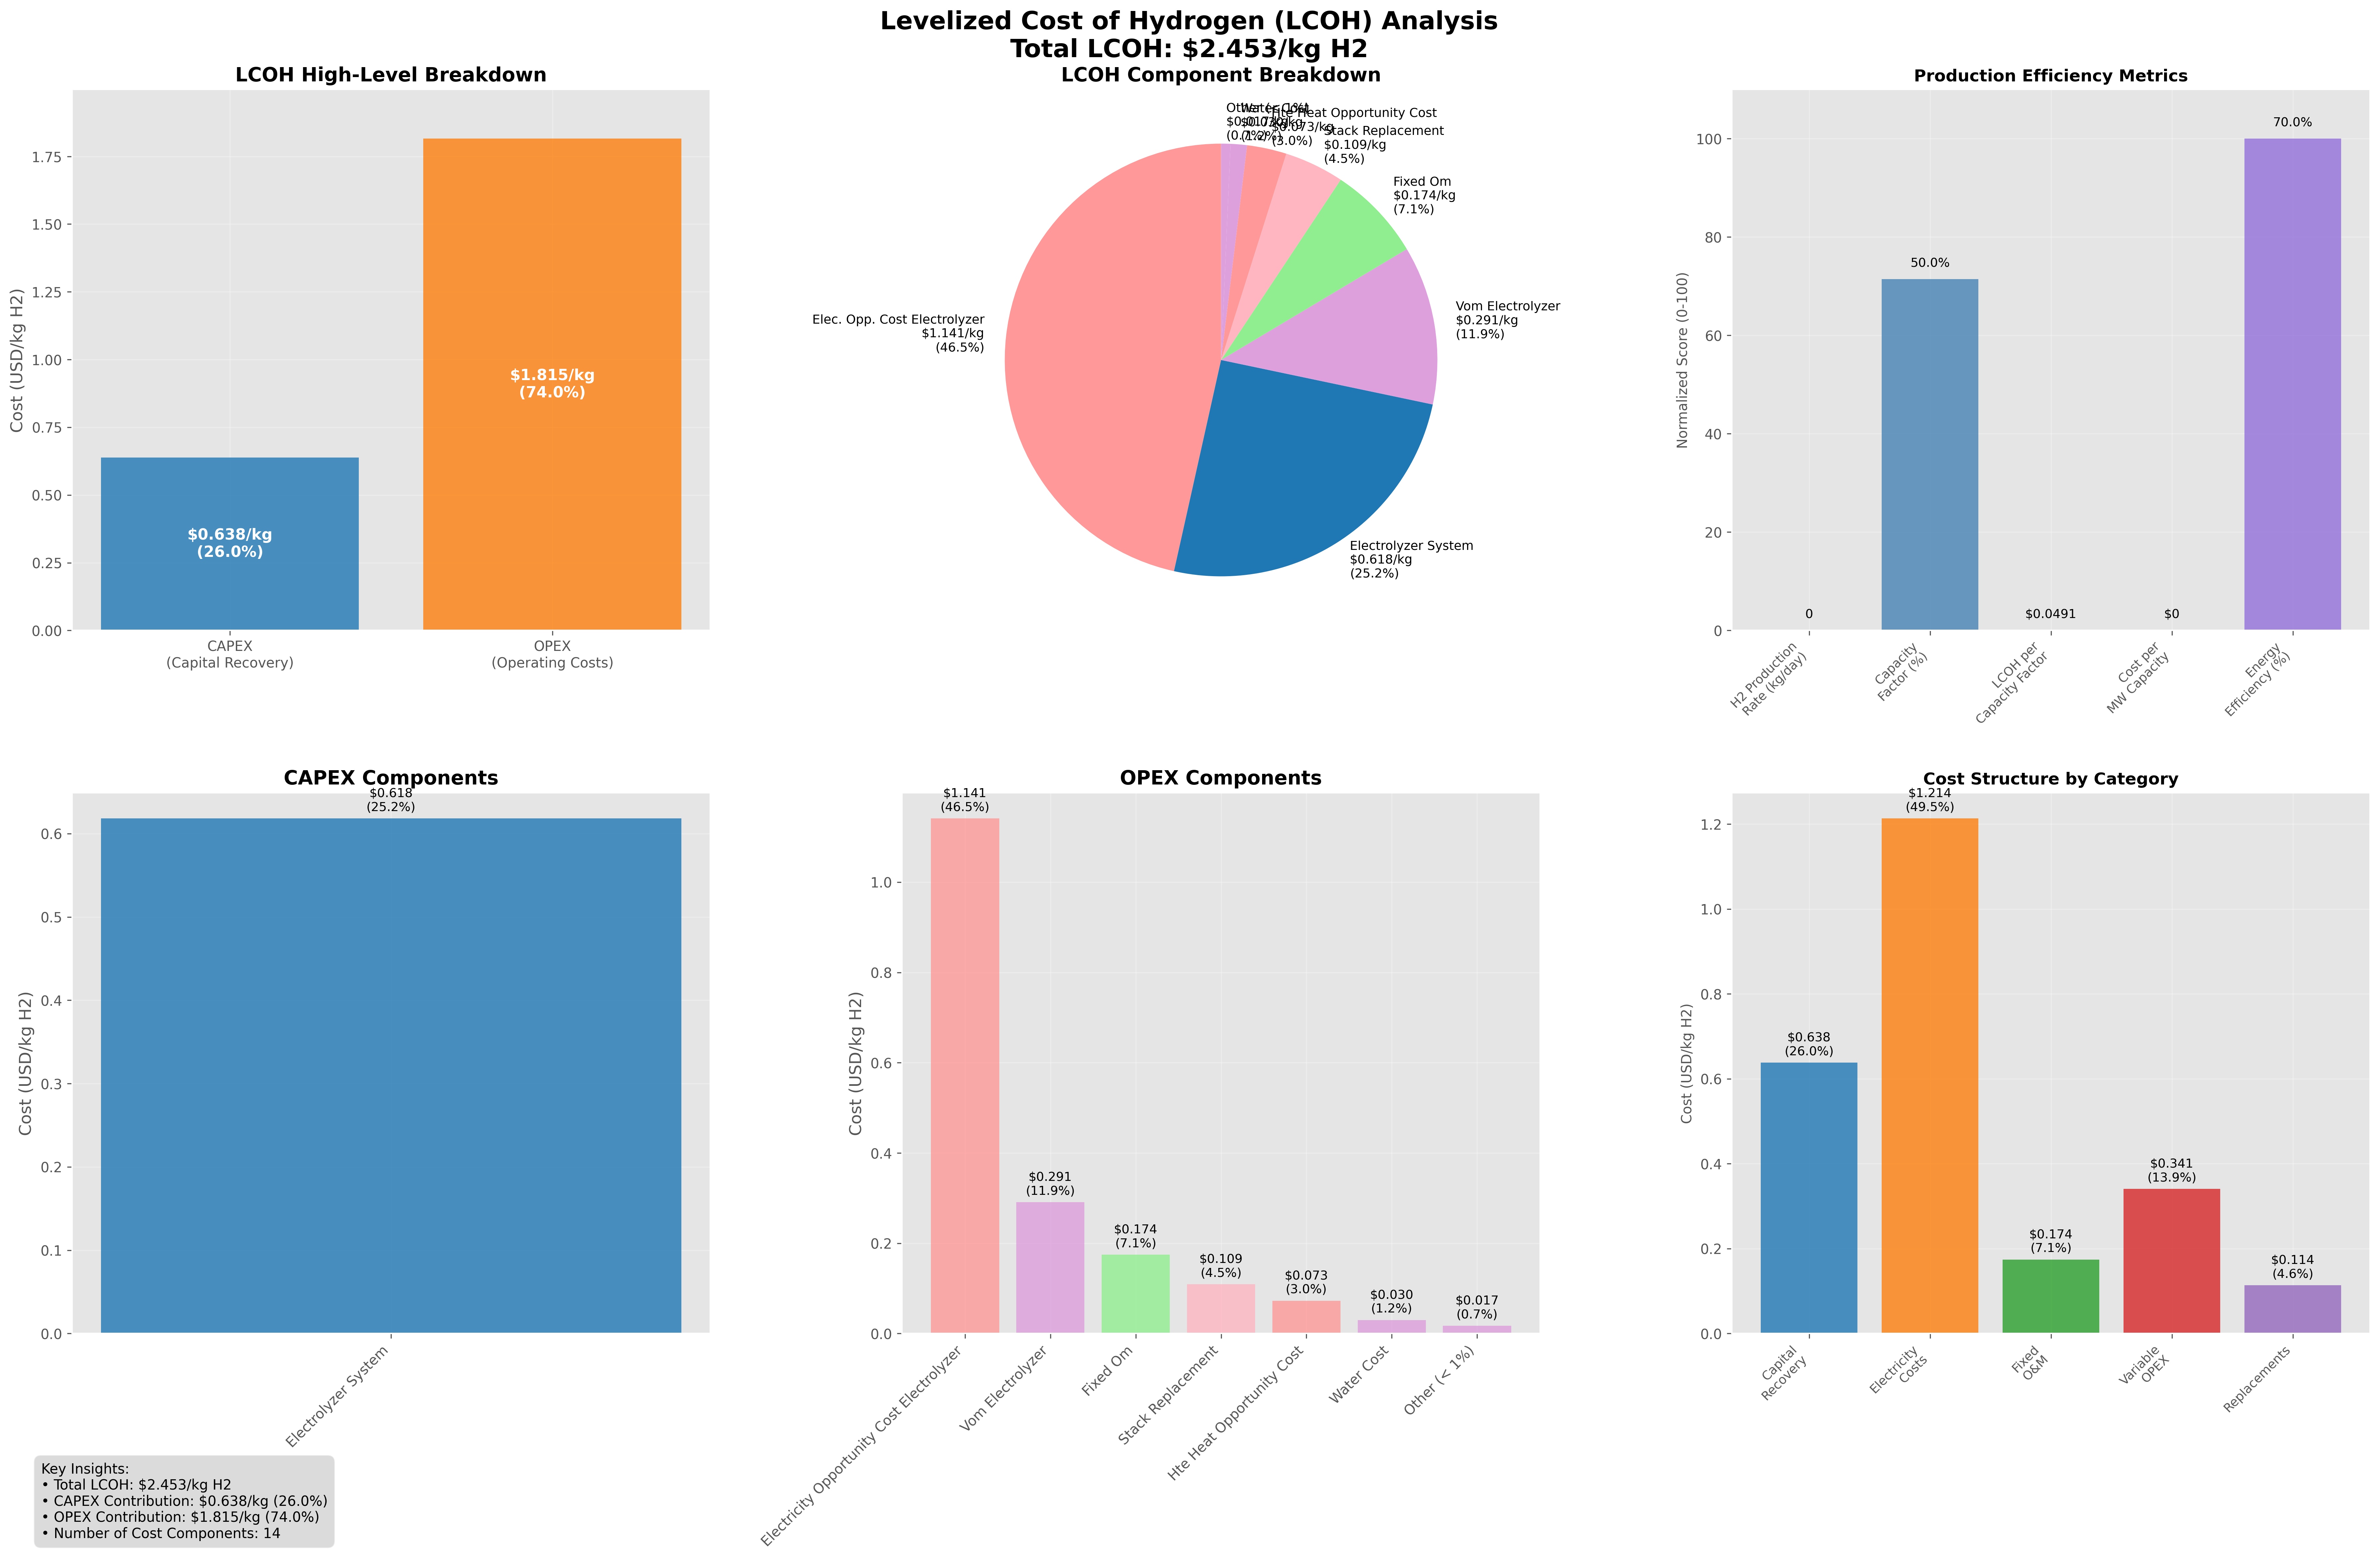 Levelized Cost of Hydrogen (LCOH) Analysis
Total LCOH: $2.453/kg H2
LCOH High-Level Breakdown
Cost (USD/kg H2)
1.75
1.50
1.25
1.00
0.75
0.50
0.25
0.00
$0.638/kg
(26.0%)
$1.815/kg
(74.0%)
CAPEX
(Capital Recovery)
OPEX
(Operating Costs)
LCOH Component Breakdown
Other (< 1%)
$0.017/kg
(0.7%)
Water Cost
$0.030/kg
(1.2%)
Hte Heat Opportunity Cost
$0.073/kg
(3.0%)
Stack Replacement
$0.109/kg
(4.5%)
Fixed Om
$0.174/kg
(7.1%)
Vom Electrolyzer
$0.291/kg
(11.9%)
Elec. Opp. Cost Electrolyzer
$1.141/kg
(46.5%)
Electrolyzer System
$0.618/kg
(25.2%)
Production Efficiency Metrics
Normalized Score (0-100)
100
80
60
40
20
0
0
50.0%
$0.0491
$0
70.0%
H2 Production
Rate (kg/day)
Capacity
Factor (%)
LCOH per
Capacity Factor
Cost per
MW Capacity
Energy
Efficiency (%)
CAPEX Components
Cost (USD/kg H2)
0.6
0.5
0.4
0.3
0.2
0.1
0.0
$0.618
(25.2%)
Electrolyzer System
OPEX Components
Cost (USD/kg H2)
1.0
0.8
0.6
0.4
0.2
0.0
$1.141
(46.5%)
$0.291
(11.9%)
$0.174
(7.1%)
$0.109
(4.5%)
$0.073
(3.0%)
$0.030
(1.2%)
$0.017
(0.7%)
Electricity Opportunity Cost Electrolyzer
Vom Electrolyzer
Fixed Om
Stack Replacement
Hte Heat Opportunity Cost
Water Cost
Other (< 1%)
Cost Structure by Category
Cost (USD/kg H2)
1.2
1.0
0.8
0.6
0.4
0.2
0.0
$0.638
(26.0%)
$1.214
(49.5%)
$0.174
(7.1%)
$0.341
(13.9%)
$0.114
(4.6%)
Capital
Recovery
Electricity
Costs
Fixed
O&M
Variable
OPEX
Replacements
Key Insights:
• Total LCOH: $2.453/kg H2
• CAPEX Contribution: $0.638/kg (26.0%)
• OPEX Contribution: $1.815/kg (74.0%)
• Number of Cost Components: 14